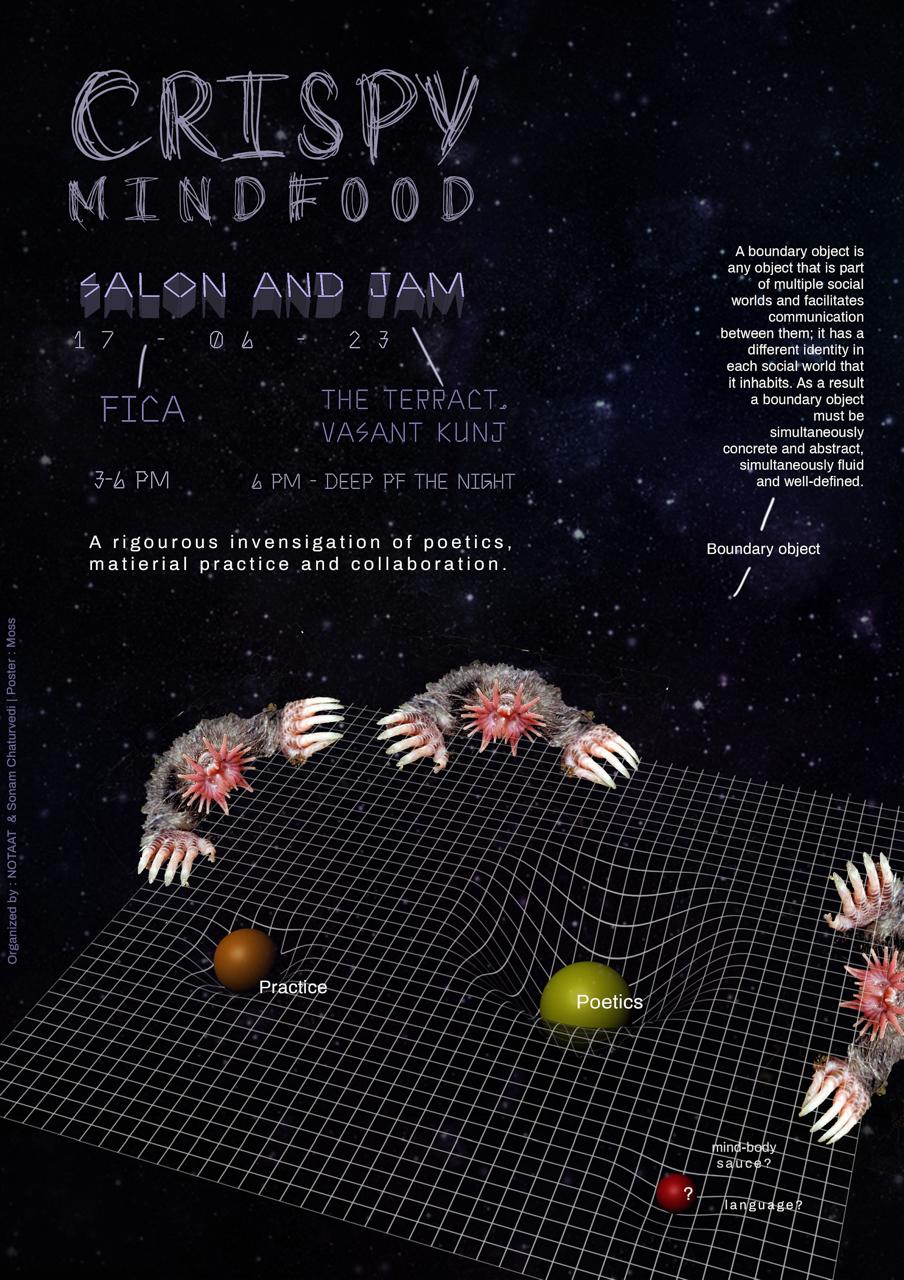 CRISPY
MINDFOOD
SALON AND JAM
17 - 06 - 23
FICA
THE TERRACT.
VASANT KUNJ
3-6 PM
6 PM - DEEP PF THE NIGHT
A rigourous invensigation of poetics,
matierial practice and collaboration.
A boundary object is
any object that is part
of multiple social
worlds and facilitates
communication
between them; it has a
different identity in
each social world that
it inhabits. As a result
a boundary object
must be
simultaneously
concrete and abstract,
simultaneously fluid
and well-defined.
Boundary object
Organized by : NOTAAT & Sonam Chaturvedi | Poster : Moss
Practice
Poetics
mind-body
sauce?
?
language?